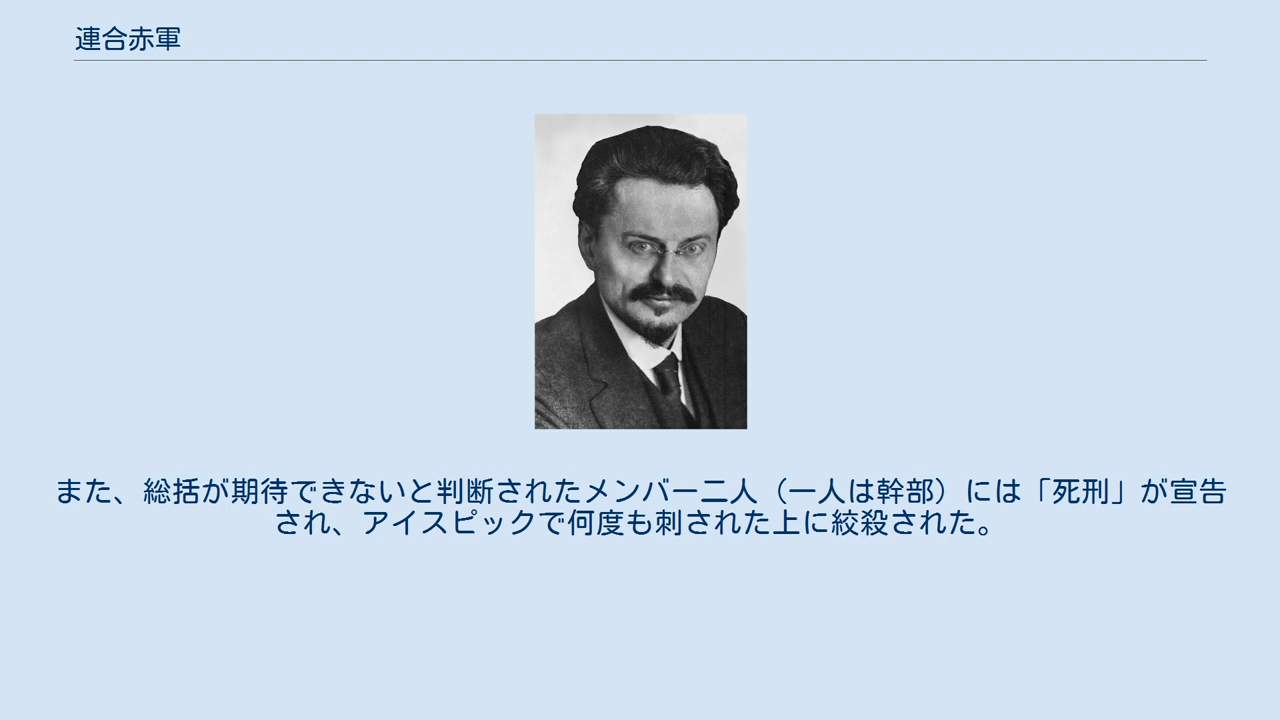 連合赤軍
また、総括が期待できないと判断されたメンバー二人（一人は幹部）には「死刑」が宣告
され、アイスピックで何度も刺された上に絞殺された。